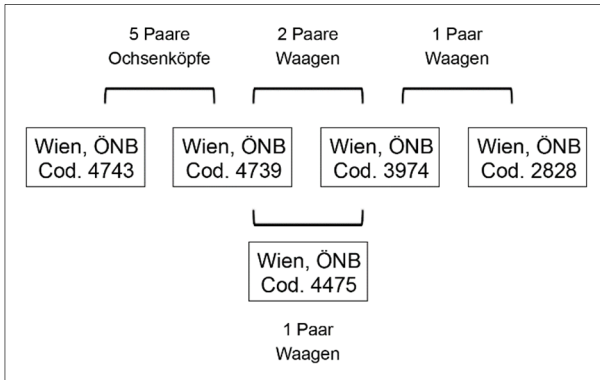 5 Paare
Ochsenköpfe
2 Paare
Waagen
1 Paar
Waagen
Wien, ÖNB
Cod. 4743
Wien, ÖNB
Cod. 4739
Wien, ÖNB
Cod. 3974
Wien, ÖNB
Cod. 2828
Wien, ÖNB
Cod. 4475
1 Paar
Waagen